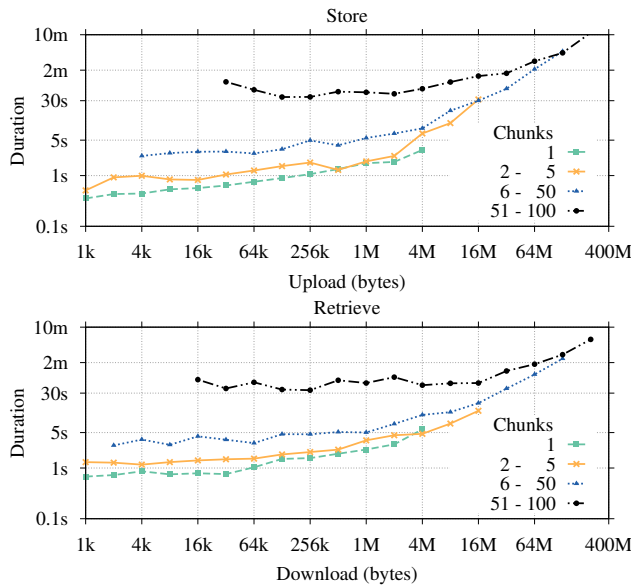 Store
10m
2m
30s
5s
1s
0.1s
Duration
Chunks
1
2 - 5
6 - 50
51 - 100
1k 4k 16k 64k 256k 1M 4M 16M 64M 400M
Upload (bytes)
Retrieve
10m
2m
30s
5s
1s
0.1s
Duration
Chunks
1
2 - 5
6 - 50
51 - 100
1k 4k 16k 64k 256k 1M 4M 16M 64M 400M
Download (bytes)